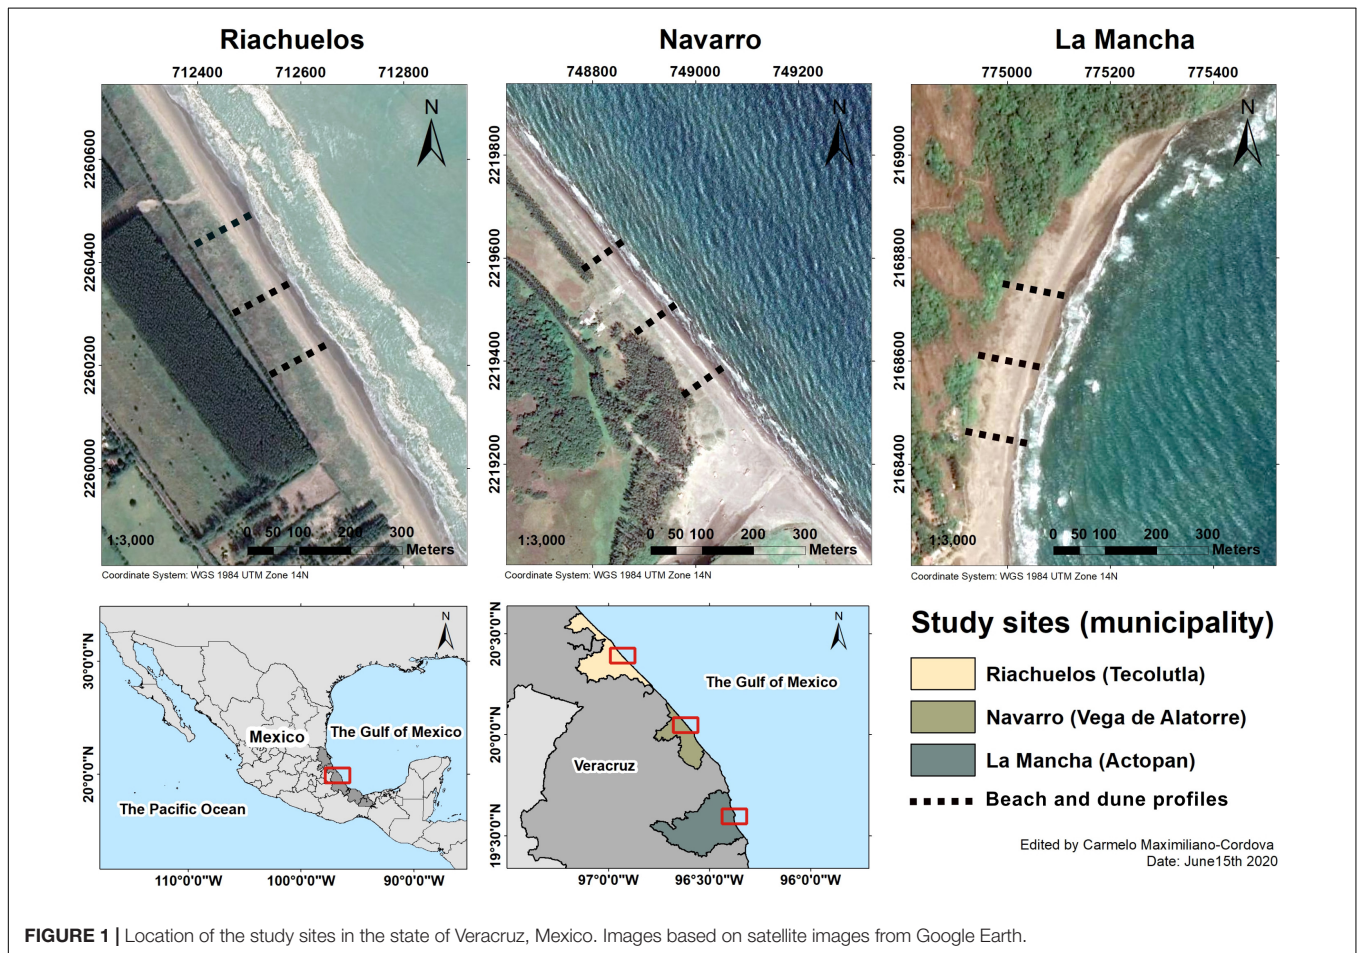 Riachuelos
712400 712600 712800
2260600
2260400
2260200
2260000
N
1:3,000
0 50 100 200 300
Meters
Coordinate System: WGS 1984 UTM Zone 14N
Navarro
748800 749000 749200
2219800
2219600
2219400
2219200
N
1:3,000
0 50 100 200 300
Meters
Coordinate System: WGS 1984 UTM Zone 14N
La Mancha
775000 775200 775400
2169000
2168800
2168600
2168400
N
1:3,000
0 50 100 200 300
Meters
Coordinate System: WGS 1984 UTM Zone 14N
N
30°0'0"N
20°0'0"N
Mexico
The Gulf of Mexico
The Pacific Ocean
110°0'0"W 100°0'0"W 90°0'0"W
N
20°30'0"N
20°0'0"N
19°30'0"N
The Gulf of Mexico
Veracruz
97°0'0"W 96°30'0"W 96°0'0"W
Study sites (municipality)
Riachuelos (Tecolutla)
Navarro (Vega de Alatorre)
La Mancha (Actopan)
Beach and dune profiles
Edited by Carmelo Maximiliano-Cordova
Date: June15th 2020
FIGURE 1 | Location of the study sites in the state of Veracruz, Mexico. Images based on satellite images from Google Earth.